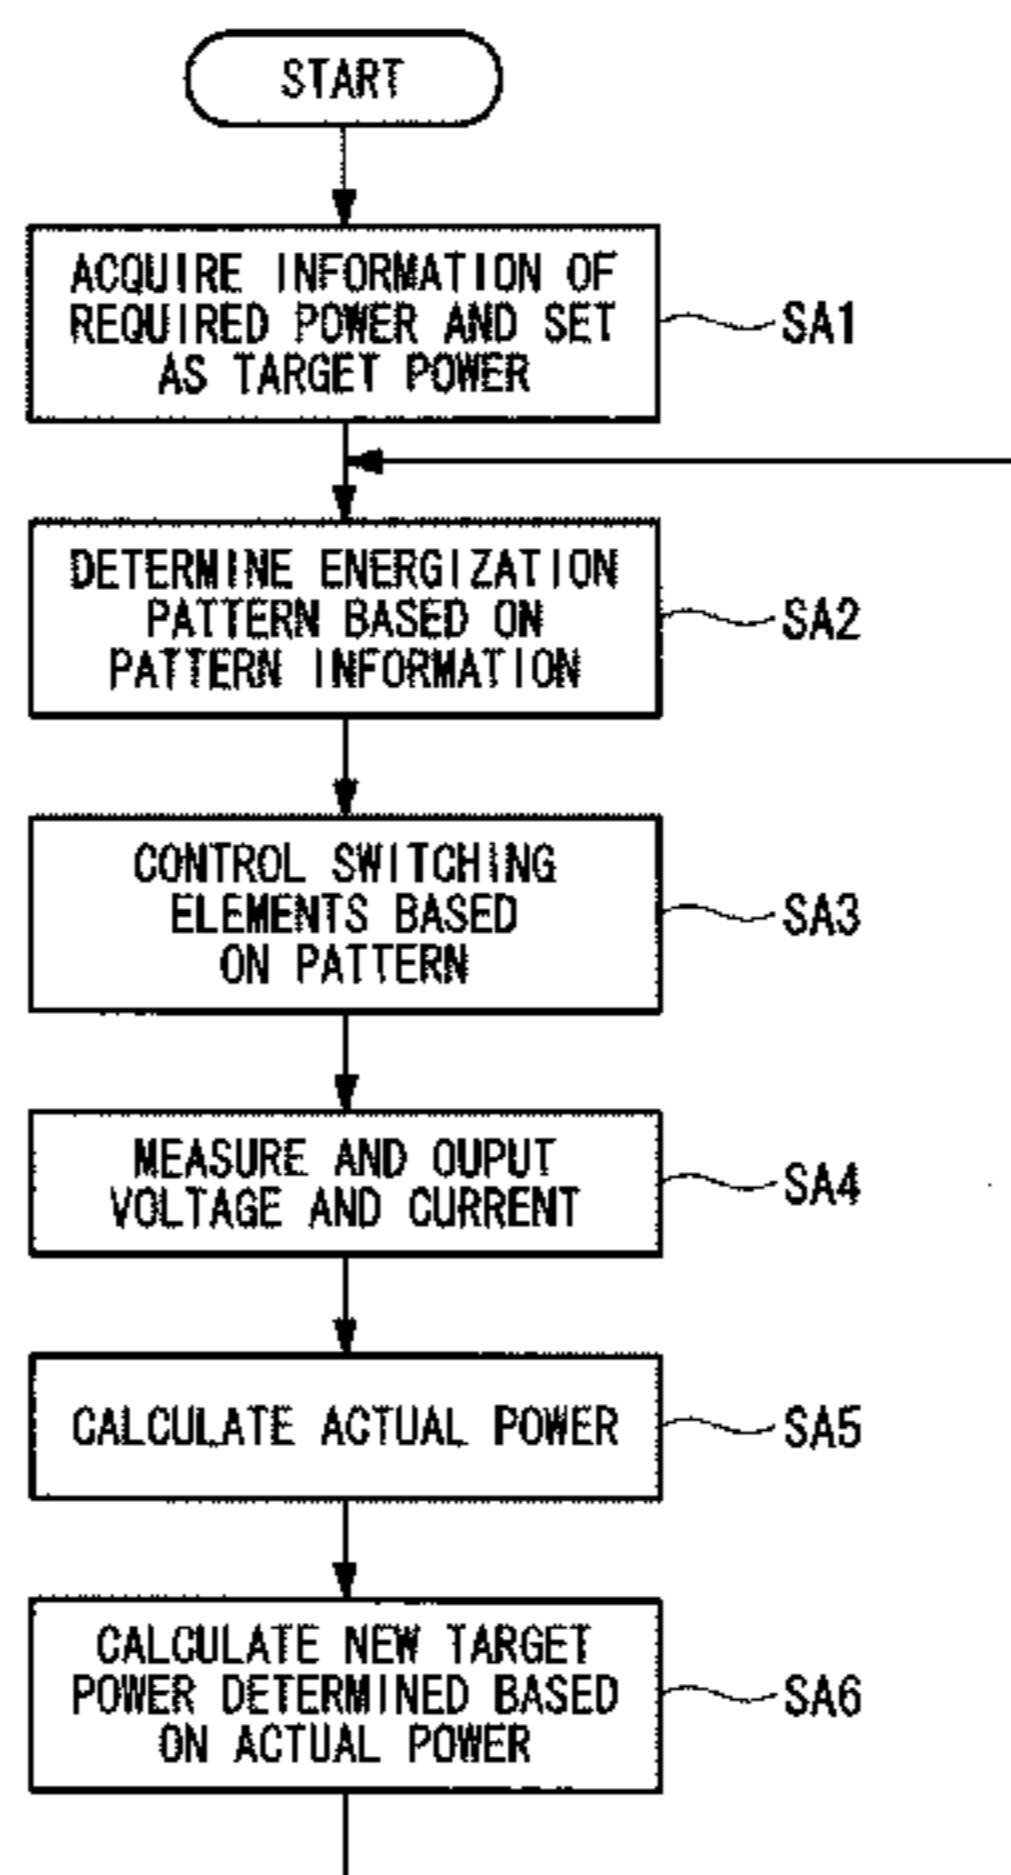 START
ACQUIRE INFORMATION OF
REQUIRED POWER AND SET
AS TARGET POWER
SA1
DETERMINE ENERGIZATION
PATTERN BASED ON
PATTERN INFORMATION
SA2
CONTROL SWITCHING
ELEMENTS BASED
ON PATTERN
SA3
MEASURE AND OUPUT
VOLTAGE AND CURRENT
SA4
CALCULATE ACTUAL POWER
SA5
CALCULATE NEW TARGET
POWER DETERMINED BASED
ON ACTUAL POWER
SA6